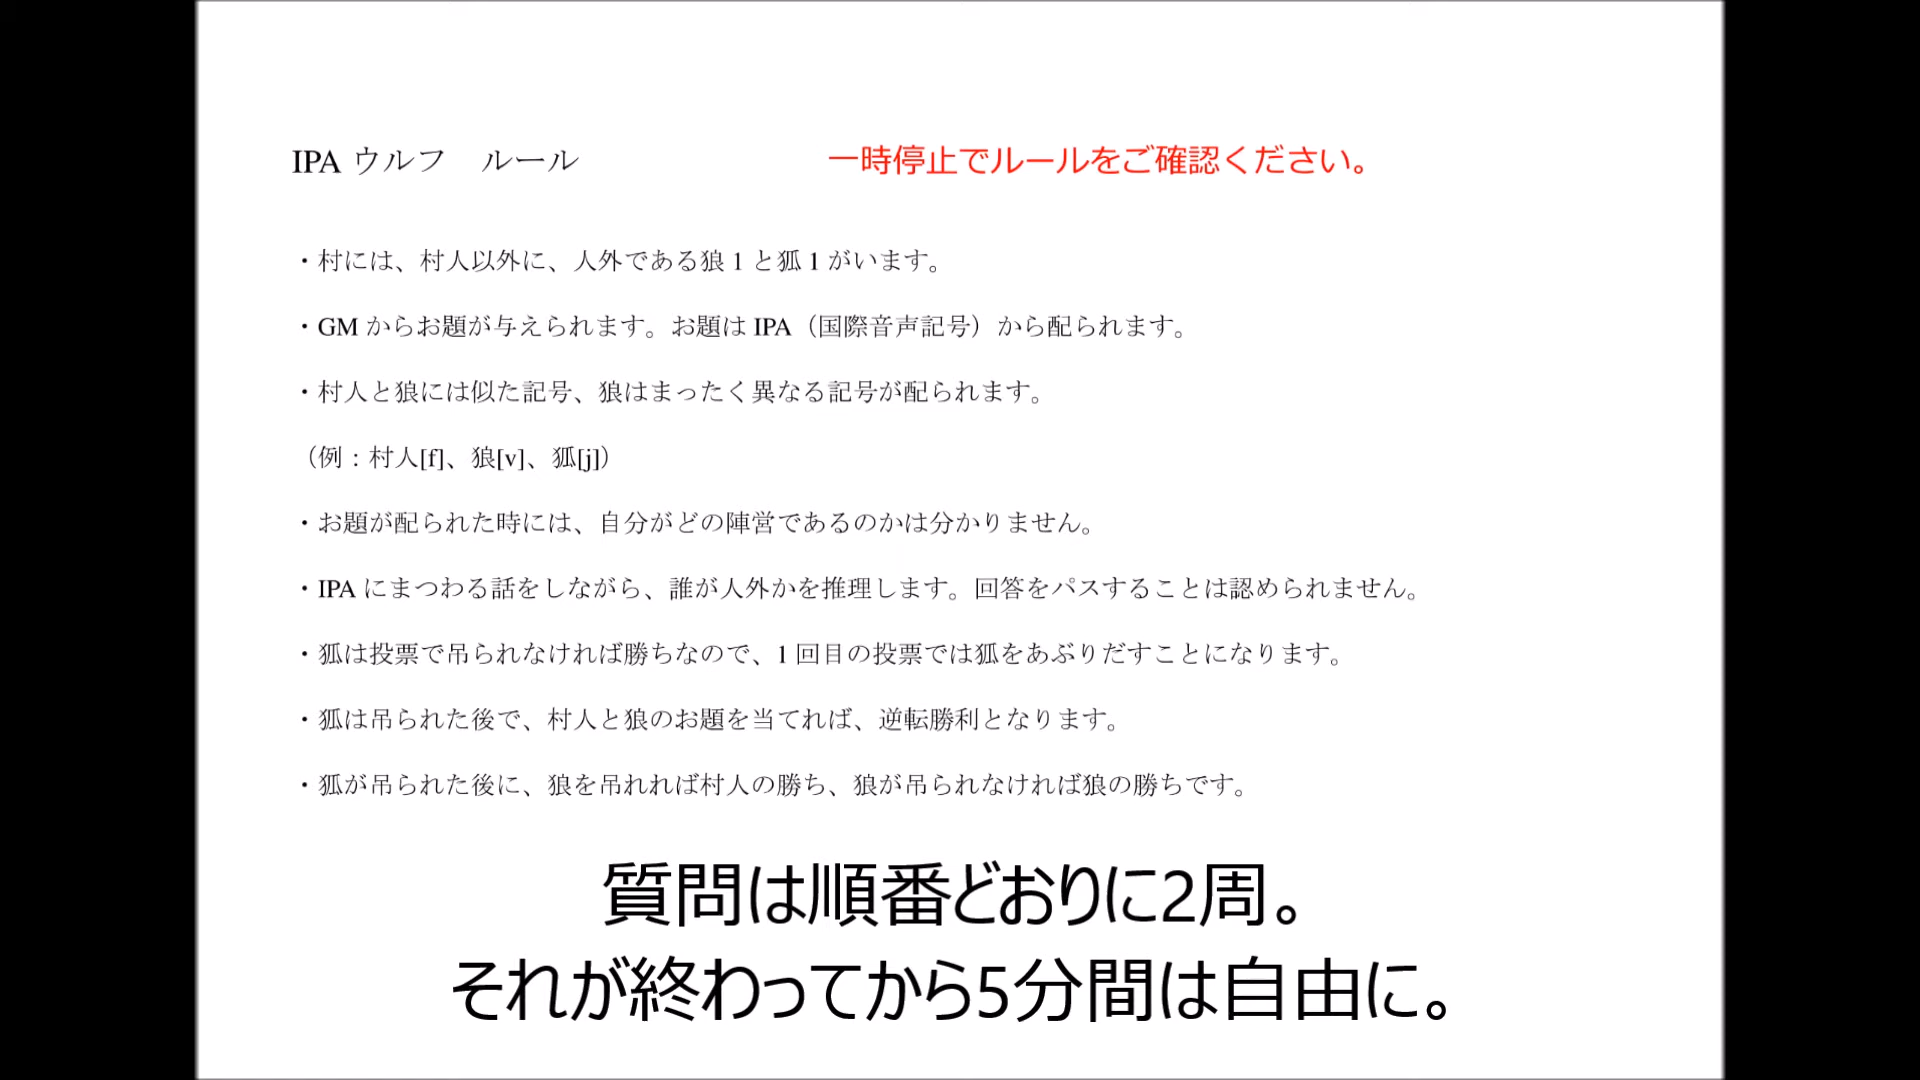 IPA ウルフ　ルール
一時停止でルールをご確認ください。
・村には、村人以外に、人外である狼 1 と狐 1 がいます。
・GM からお題が与えられます。お題は IPA（国際音声記号）から配られます。
・村人と狼には似た記号、狼はまったく異なる記号が配られます。
（例：村人[f]、狼[v]、狐[j]）
・お題が配られた時には、自分がどの陣営であるのかは分かりません。
・IPA にまつわる話をしながら、誰が人外かを推理します。回答をパスすることは認められません。
・狐は投票で吊られなければ勝ちなので、1 回目の投票では狐をあぶりだすことになります。
・狐は吊られた後で、村人と狼のお題を当てれば、逆転勝利となります。
・狐が吊られた後に、狼を吊れれば村人の勝ち、狼が吊られなければ狼の勝ちです。
質問は順番どおりに2周。
それが終わってから5分間は自由に。